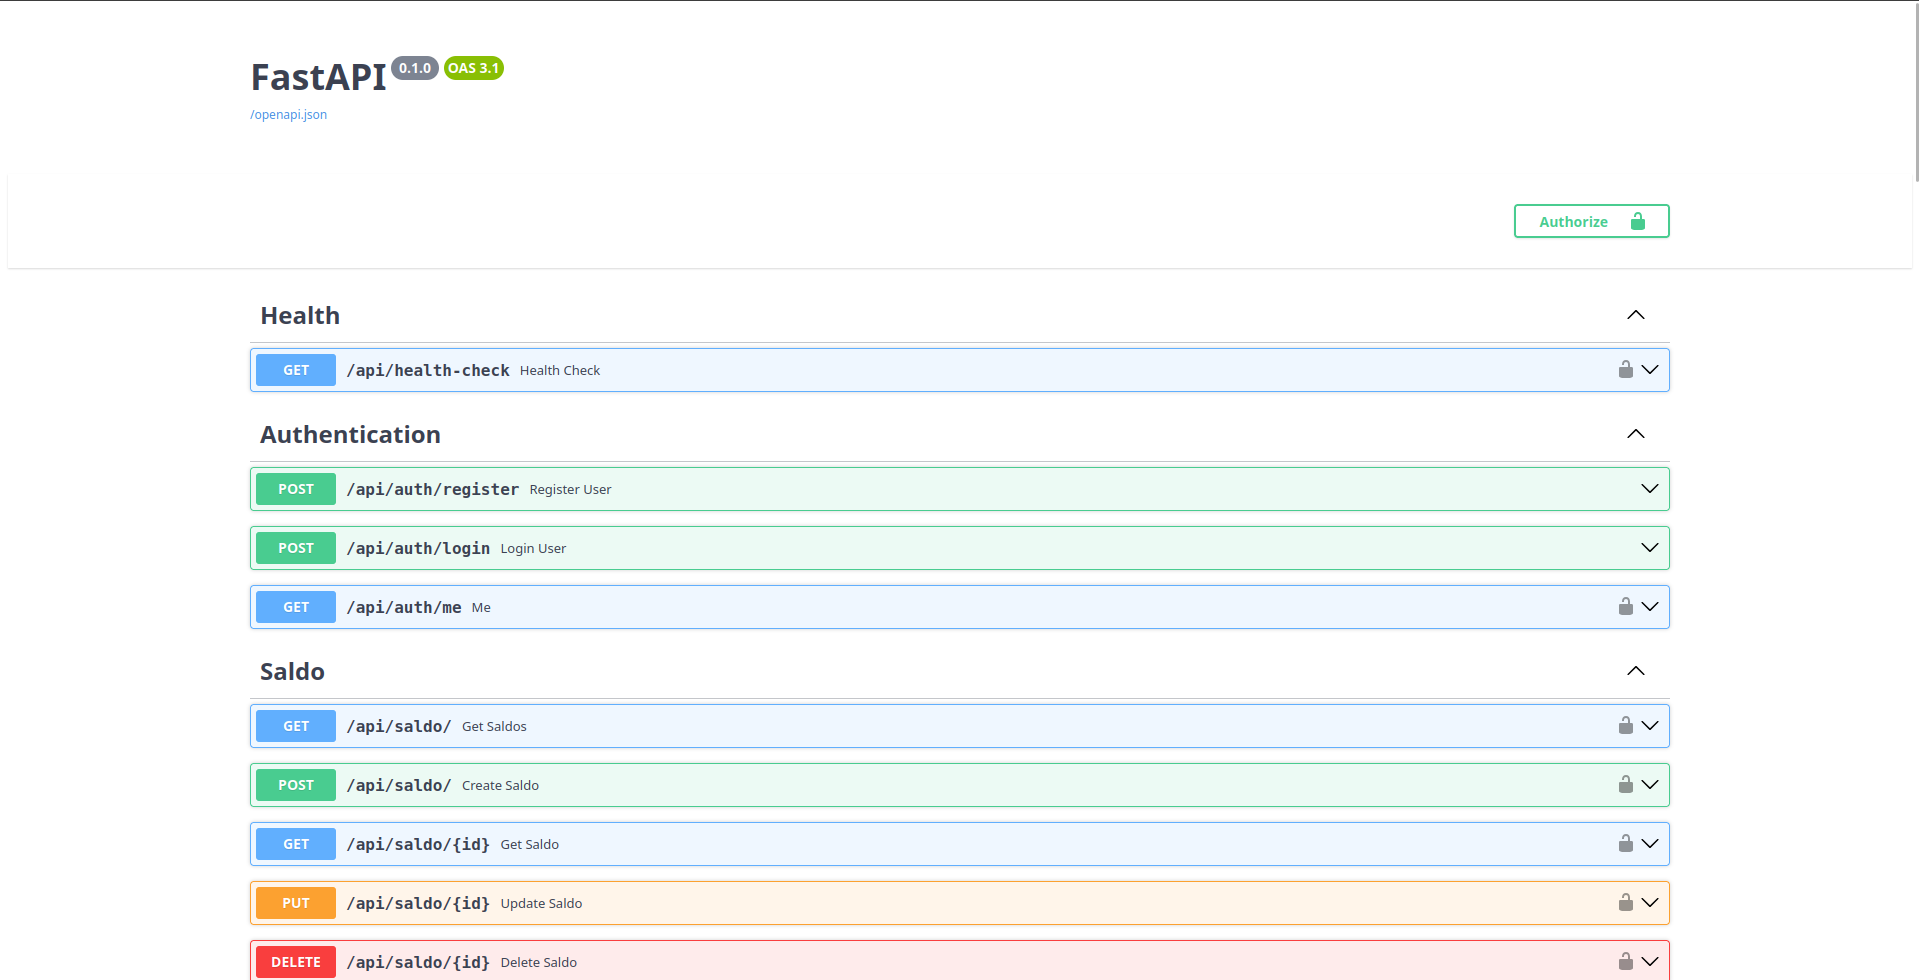 FastAPI 0.1.0 OAS 3.1
/openapi.json
Authorize
Health
GET /api/health-check Health Check
Authentication
POST /api/auth/register Register User
POST /api/auth/login Login User
GET /api/auth/me Me
Saldo
GET /api/saldo/ Get Saldos
POST /api/saldo/ Create Saldo
GET /api/saldo/{id} Get Saldo
PUT /api/saldo/{id} Update Saldo
DELETE /api/saldo/{id} Delete Saldo